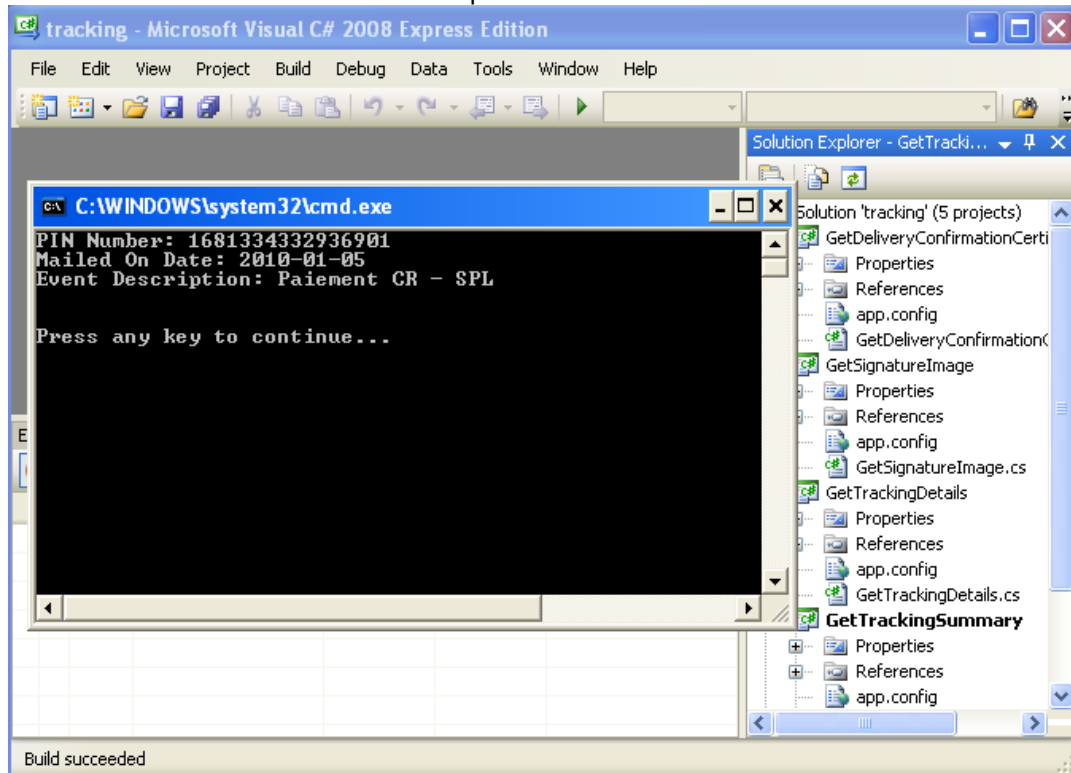 tracking - Microsoft Visual C# 2008 Express Edition
File Edit View Project Build Debug Data Tools Window Help
Solution Explorer - GetTracki...
C:\WINDOWS\system32\cmd.exe
PIN Number: 1681334332936901
Mailed On Date: 2010-01-05
Event Description: Paiement CR - SPL
Press any key to continue...
Solution 'tracking' (5 projects)
GetDeliveryConfirmationCerti
Properties
References
app.config
GetDeliveryConfirmation
GetSignatureImage
Properties
References
app.config
GetSignatureImage.cs
GetTrackingDetails
Properties
References
app.config
GetTrackingDetails.cs
GetTrackingSummary
Properties
References
app.config
Build succeeded